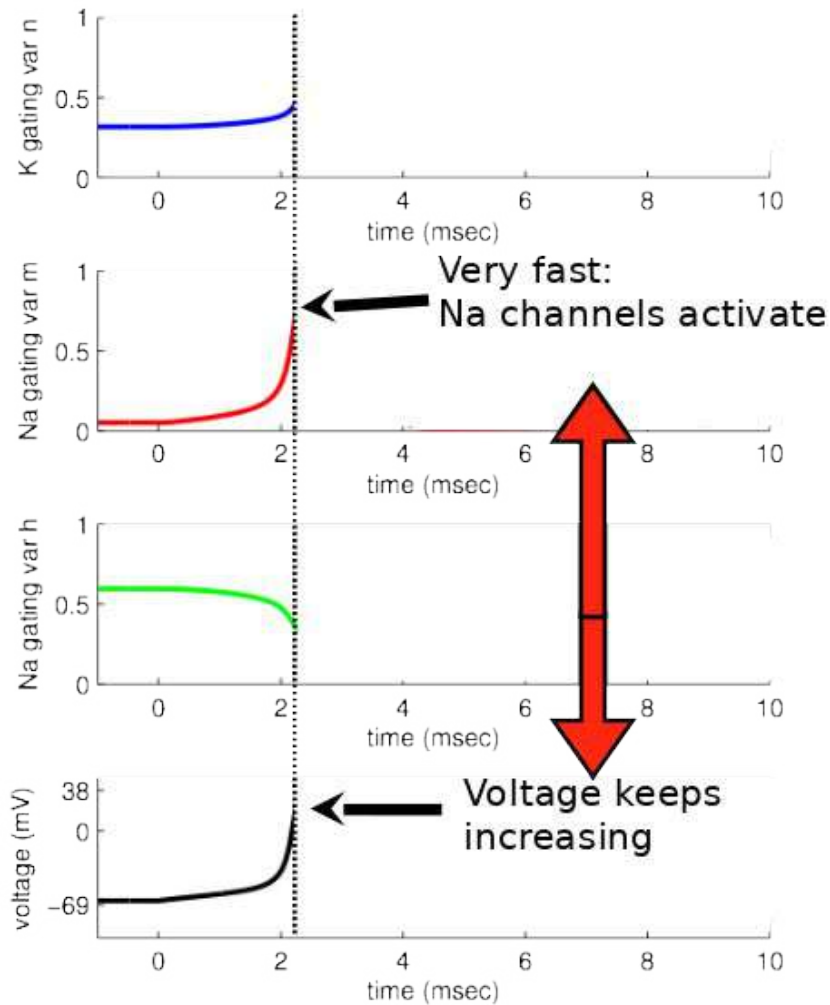 K gating var n
1
0.5
0
0 2 4 6 8 10
time (msec)
Na gating var m
1
0.5
0
Very fast:
Na channels activate
0 2 4 6 8 10
time (msec)
Na gating var h
1
0.5
0
0 2 4 6 8 10
time (msec)
voltage (mV)
38
0
−69
Voltage keeps
increasing
0 2 4 6 8 10
time (msec)